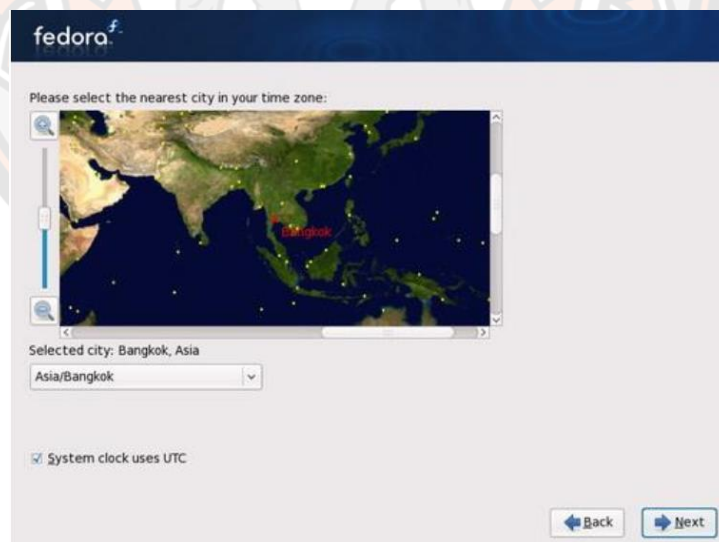 fedora
Please select the nearest city in your time zone:
Bangkok
Selected city: Bangkok, Asia
Asia/Bangkok
System clock uses UTC
Back
Next